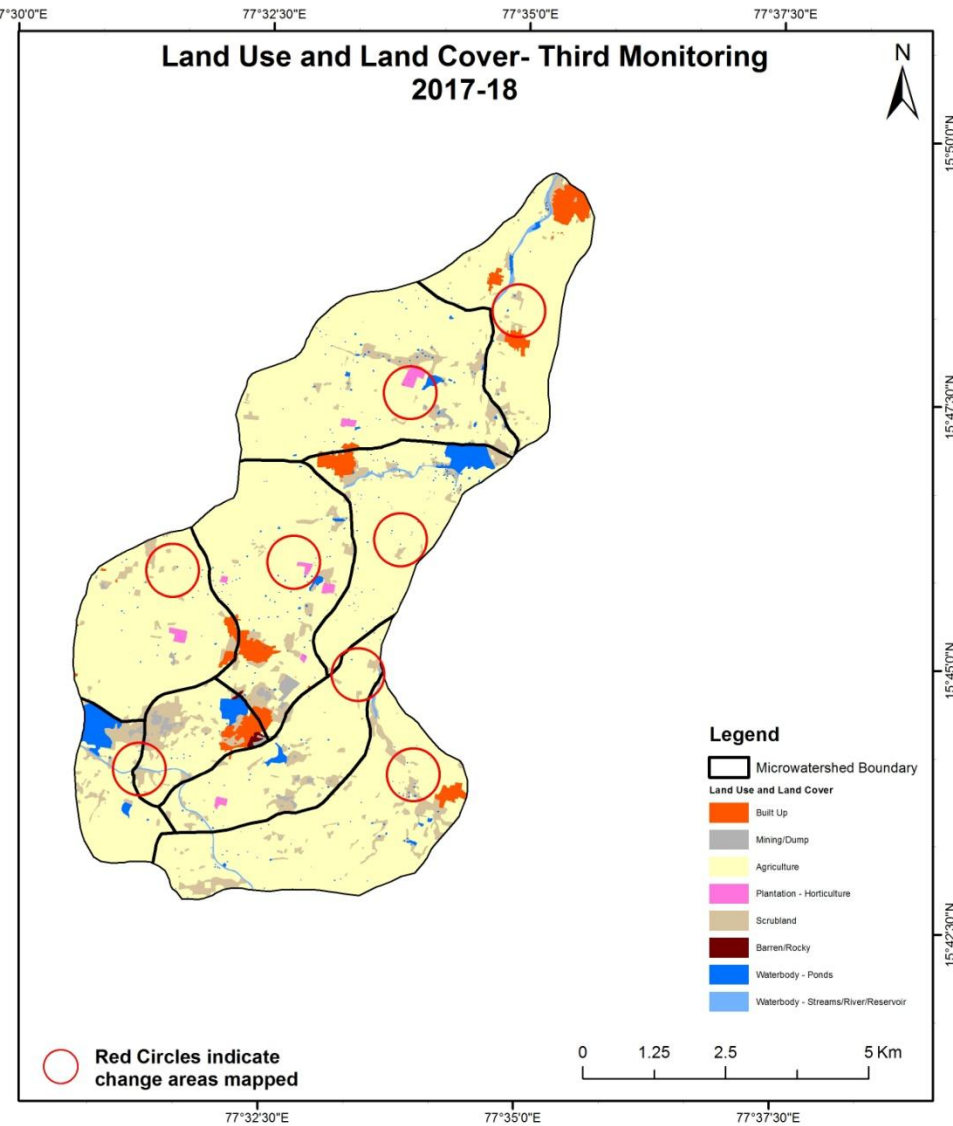 77°30'0"E 77°32'30"E 77°35'0"E 77°37'30"E
Land Use and Land Cover- Third Monitoring
2017-18
N
15°50'0"N
15°47'30"N
15°45'0"N
15°42'30"N
Legend
Microwatershed Boundary
Land Use and Land Cover
Built Up
Mining/Dump
Agriculture
Plantation - Horticulture
Scrubland
Barren/Rocky
Waterbody - Ponds
Waterbody - Streams/River/Reservoir
Red Circles indicate
change areas mapped
0 1.25 2.5 5 Km
77°32'30"E 77°35'0"E 77°37'30"E